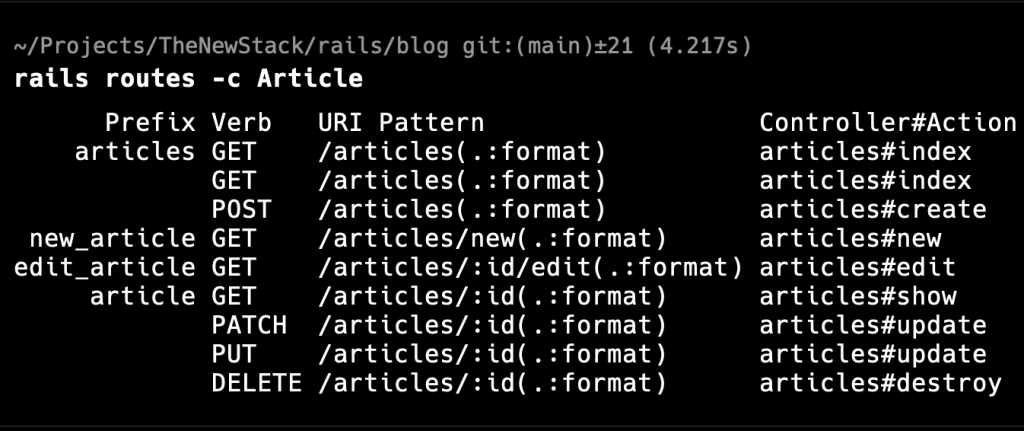 ~/Projects/TheNewStack/rails/blog git:(main)±21 (4.217s)
rails routes -c Article
Prefix Verb URI Pattern Controller#Action
articles GET /articles(.:format) articles#index
GET /articles(.:format) articles#index
POST /articles(.:format) articles#create
new_article GET /articles/new(.:format) articles#new
edit_article GET /articles/:id/edit(.:format) articles#edit
article GET /articles/:id(.:format) articles#show
PATCH /articles/:id(.:format) articles#update
PUT /articles/:id(.:format) articles#update
DELETE /articles/:id(.:format) articles#destroy